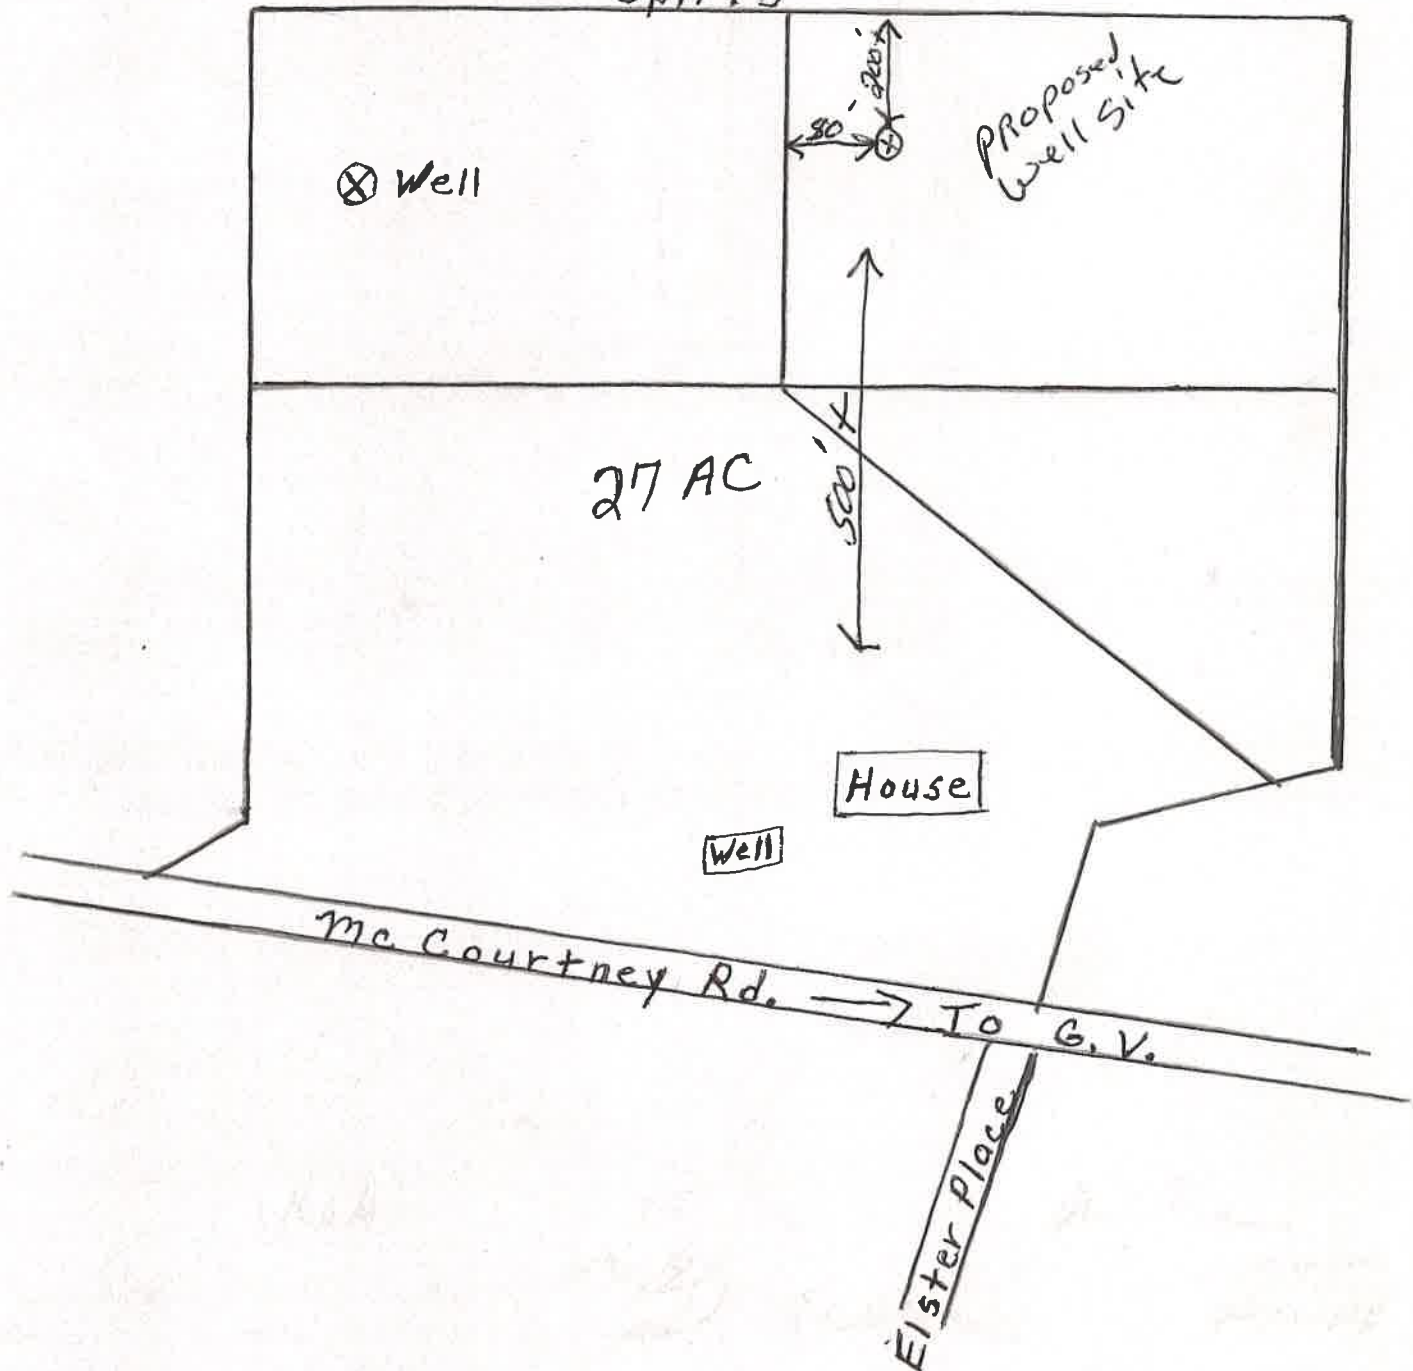 200'±
80'
PROPOSED
Well Site
⊗ Well
500'±
27 AC
House
Well
Mc Courtney Rd. → To G.V.
Elster Place